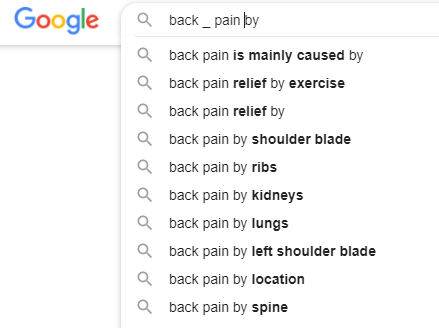 Google
back _ pain by
back pain is mainly caused by
back pain relief by exercise
back pain relief by
back pain by shoulder blade
back pain by ribs
back pain by kidneys
back pain by lungs
back pain by left shoulder blade
back pain by location
back pain by spine